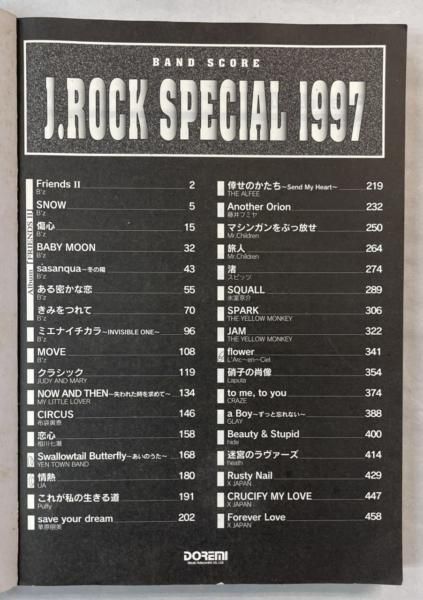 BAND SCORE
J.ROCK SPECIAL 1997
Album 「FRIENDS II」
Friends II 2
B'z
SNOW 5
B'z
傷心 15
B'z
BABY MOON 32
B'z
sasanqua〜冬の陽 43
B'z
ある密かな恋 55
B'z
きみをつれて 70
B'z
ミエナイチカラ〜INVISIBLE ONE〜 96
B'z
MOVE 108
B'z
クラシック 119
JUDY AND MARY
NOW AND THEN〜失われた時を求めて〜 134
MY LITTLE LOVER
CIRCUS 146
布袋寅泰
恋心 158
相川七瀬
Swallowtail Butterfly〜あいのうた〜 168
YEN TOWN BAND
情熱 180
UA
これが私の生きる道 191
Puffy
save your dream 202
華原朋美
倖せのかたち〜Send My Heart〜 219
THE ALFEE
Another Orion 232
藤井フミヤ
マシンガンをぶっ放せ 250
Mr.Children
旅人 264
Mr.Children
渚 274
スピッツ
SQUALL 289
氷室京介
SPARK 306
THE YELLOW MONKEY
JAM 322
THE YELLOW MONKEY
flower 341
L'Arc〜en〜Ciel
硝子の肖像 354
Laputa
to me, to you 374
CRAZE
a Boy〜ずっと忘れない〜 388
GLAY
Beauty & Stupid 400
hide
迷宮のラヴァーズ 414
heath
Rusty Nail 429
X JAPAN
CRUCIFY MY LOVE 447
X JAPAN
Forever Love 458
X JAPAN
DOREMI